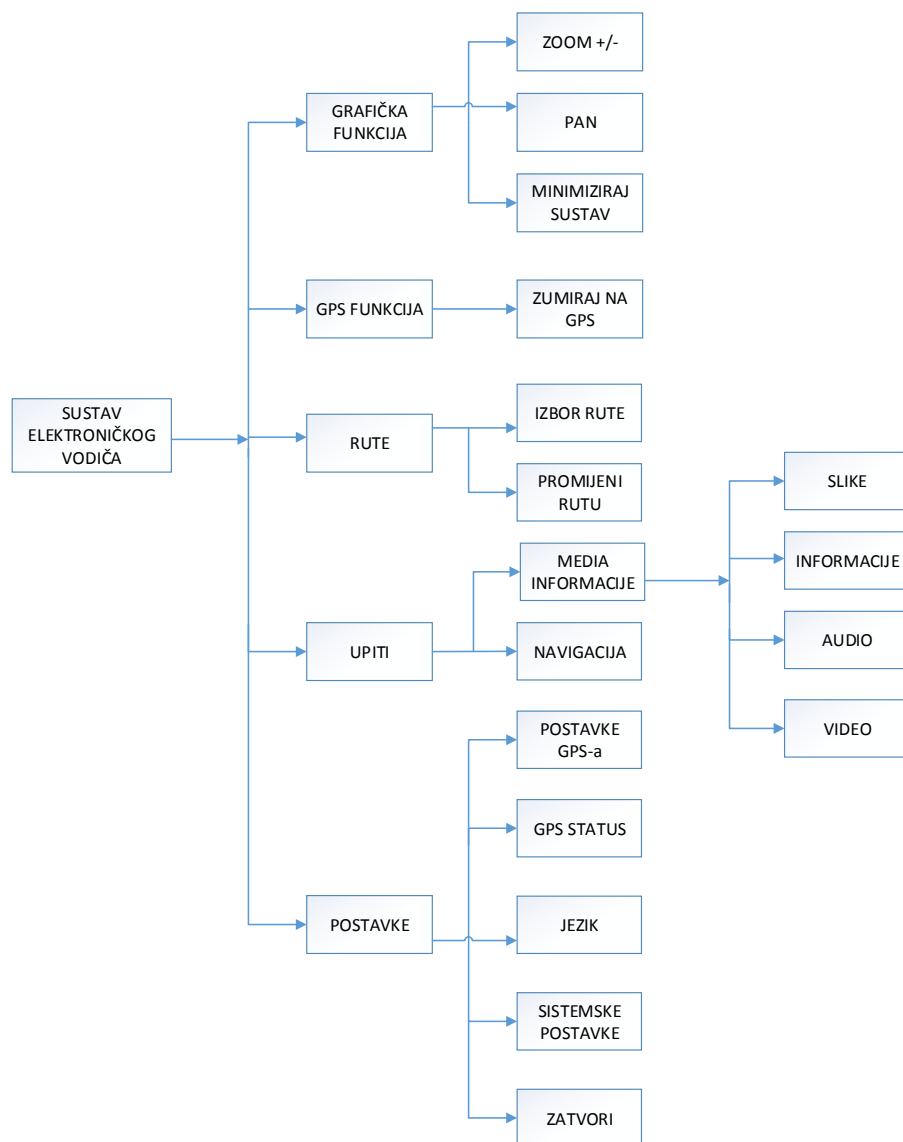 SUSTAV
ELEKTRONIČKOG
VODIČA
GRAFIČKA
FUNKCIJA
ZOOM +/-
PAN
MINIMIZIRAJ
SUSTAV
GPS FUNKCIJA
ZUMIRAJ NA
GPS
RUTE
IZBOR RUTE
PROMIJENI
RUTU
UPITI
MEDIA
INFORMACIJE
SLIKE
INFORMACIJE
AUDIO
VIDEO
NAVIGACIJA
POSTAVKE
POSTAVKE
GPS-a
GPS STATUS
JEZIK
SISTEMSKE
POSTAVKE
ZATVORI